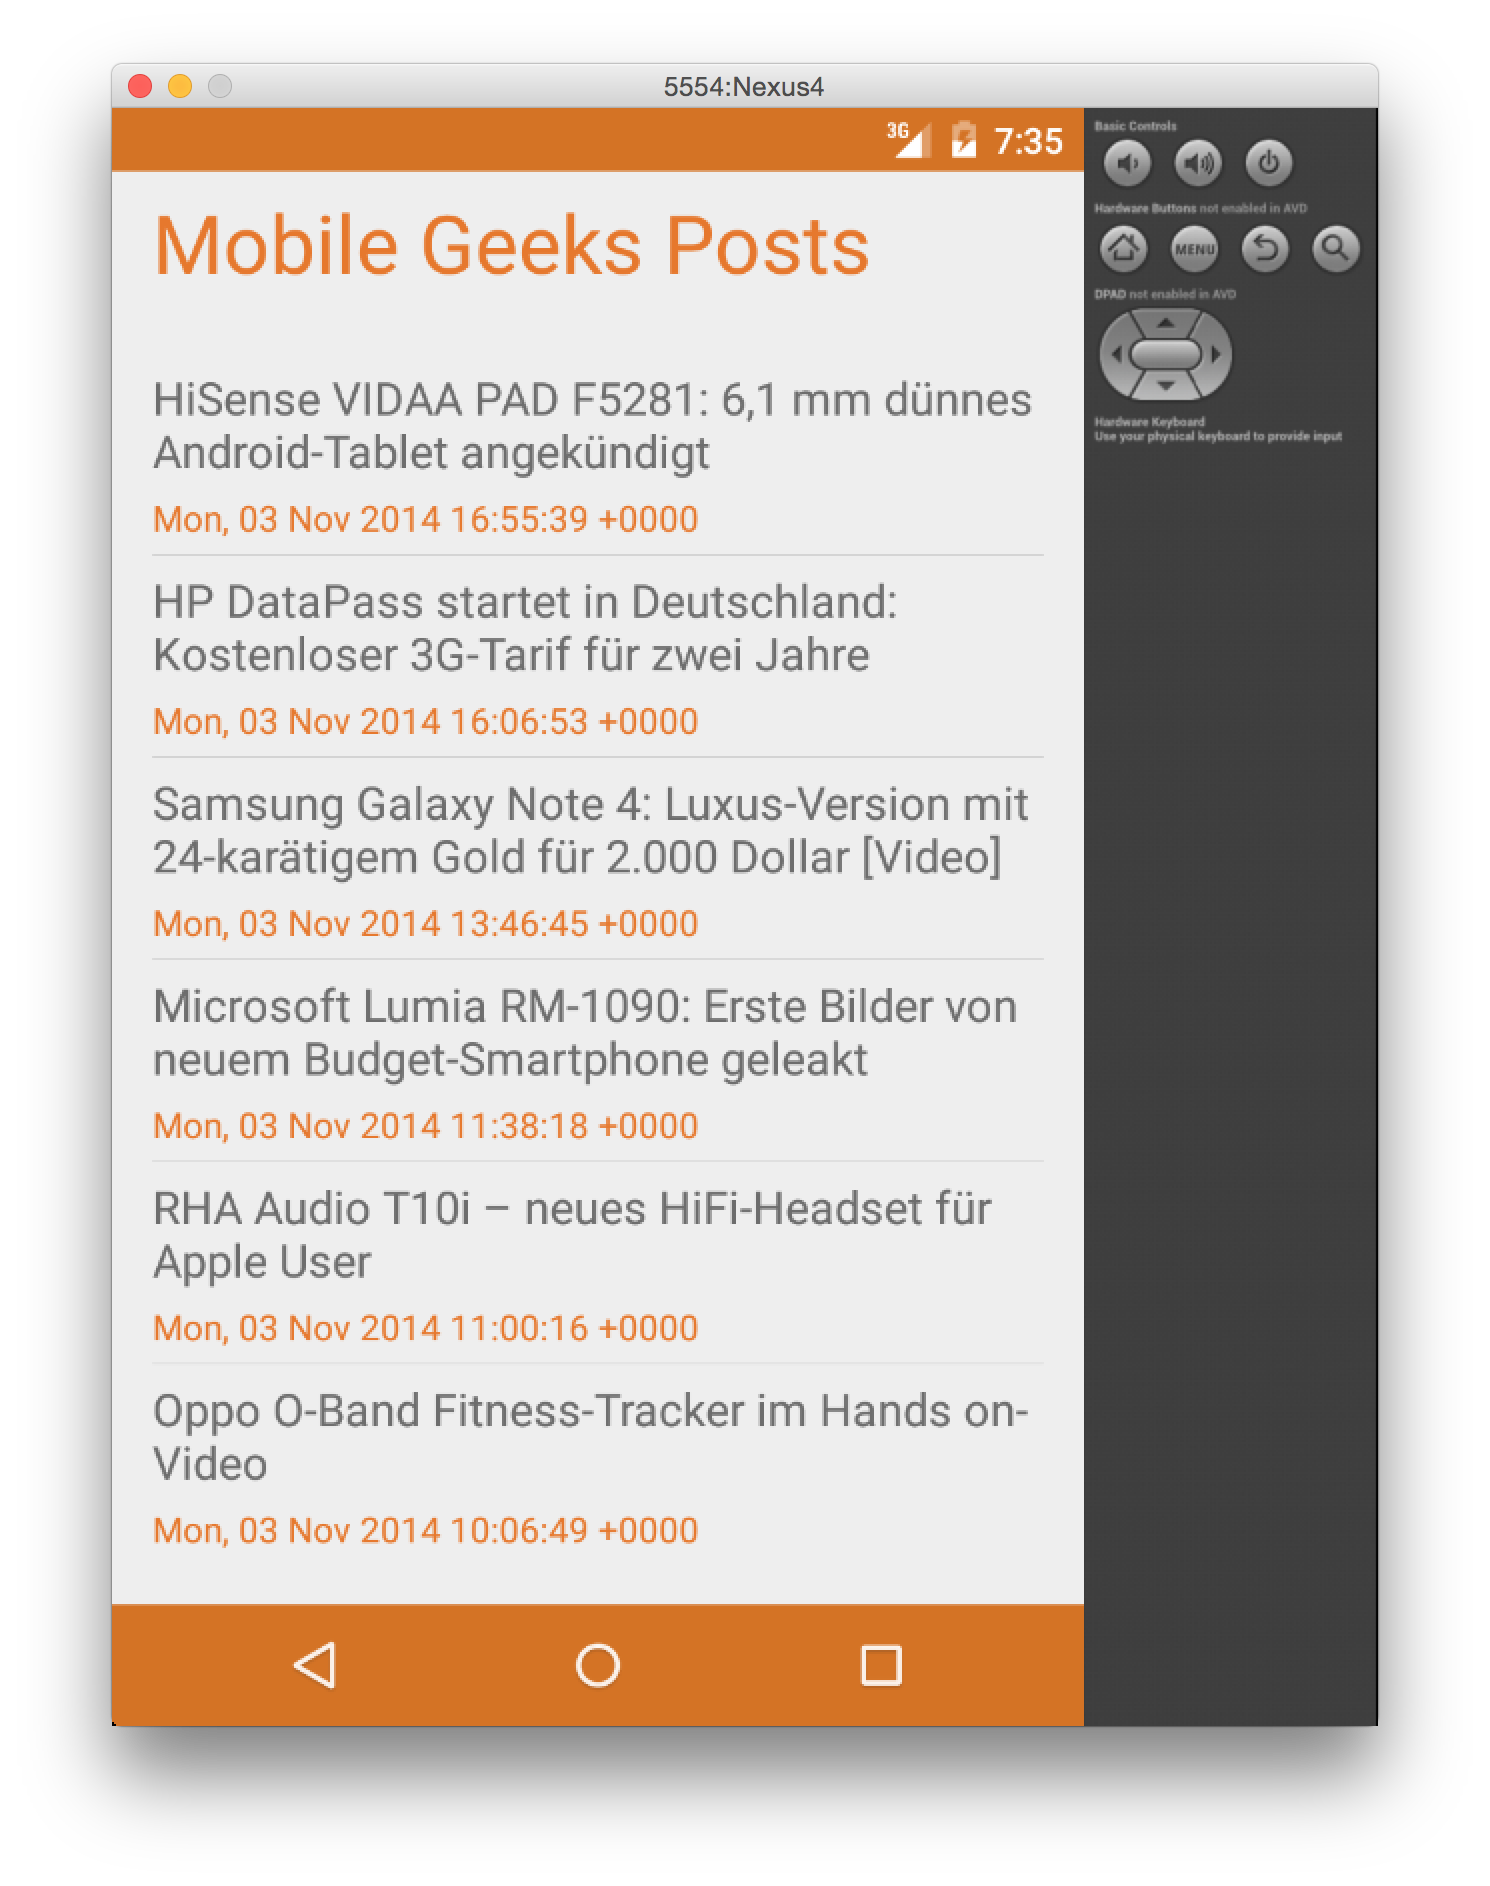 5554:Nexus4
3G 7:35
Mobile Geeks Posts
HiSense VIDAA PAD F5281: 6,1 mm dünnes
Android-Tablet angekündigt
Mon, 03 Nov 2014 16:55:39 +0000
HP DataPass startet in Deutschland:
Kostenloser 3G-Tarif für zwei Jahre
Mon, 03 Nov 2014 16:06:53 +0000
Samsung Galaxy Note 4: Luxus-Version mit
24-karätigem Gold für 2.000 Dollar [Video]
Mon, 03 Nov 2014 13:46:45 +0000
Microsoft Lumia RM-1090: Erste Bilder von
neuem Budget-Smartphone geleakt
Mon, 03 Nov 2014 11:38:18 +0000
RHA Audio T10i – neues HiFi-Headset für
Apple User
Mon, 03 Nov 2014 11:00:16 +0000
Oppo O-Band Fitness-Tracker im Hands on-
Video
Mon, 03 Nov 2014 10:06:49 +0000
Basic Controls
Hardware Buttons not enabled in AVD
MENU
DPAD not enabled in AVD
Hardware Keyboard
Use your physical keyboard to provide input